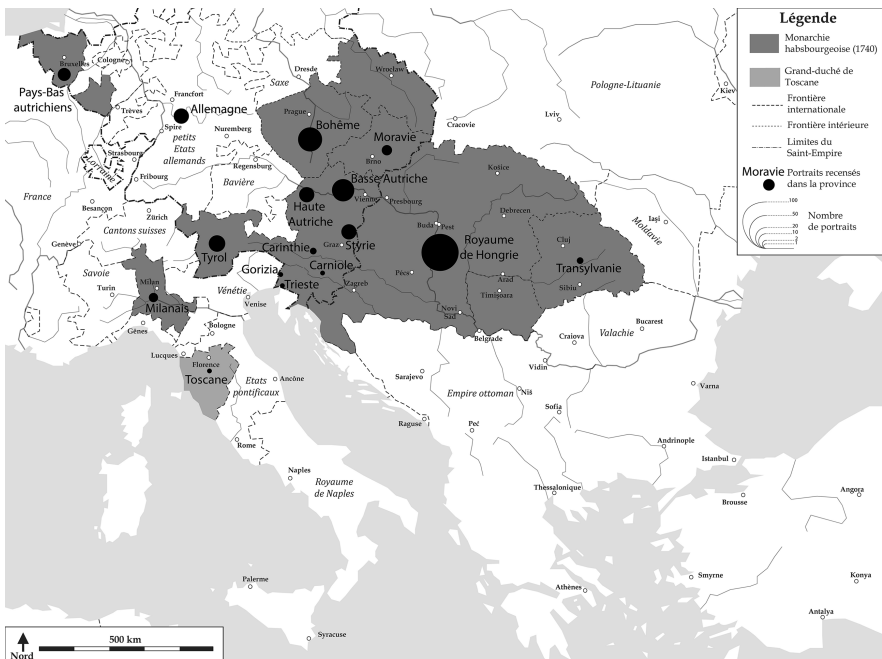 Légende
Monarchie
habsbourgeoise (1740)
Grand-duché de
Toscane
Frontière
internationale
Frontière intérieure
Limites du
Saint-Empire
Moravie Portraits recensés
dans la province
100
50
20
10
5
2
1
Nombre
de portraits
Bruxelles
Cologne
Pays-Bas
autrichiens
Dresde
Saxe
Wrocław
Pologne-Lituanie
Kiev
Trèves
Francfort
Allemagne
Spire
petits
Etats
allemands
Nuremberg
Prague
Bohême
Moravie
Brno
Cracovie
Lviv
Lorraine
Strasbourg
Fribourg
Regensburg
Bavière
Košice
France
Besançon
Zürich
Cantons suisses
Genève
Basse Autriche
Vienne
Presbourg
Haute
Autriche
Buda
Pest
Debrecen
Iași
Moldavie
Tyrol
Graz
Styrie
Carinthie
Royaume
de Hongrie
Cluj
Transylvanie
Gorizia
Carniole
Pécs
Arad
Sibiu
Savoie
Milan
Turin
Milanais
Vénétie
Venise
Trieste
Zagreb
Timișoara
Novi
Sad
Gênes
Bologne
Belgrade
Craiova
Bucarest
Valachie
Lucques
Florence
Toscane
Etats
pontificaux
Ancône
Sarajevo
Empire ottoman
Vidin
Niš
Varna
Sofia
Raguse
Peć
Rome
Andrinople
Istanbul
Naples
Royaume
de Naples
Thessalonique
Brousse
Angora
Palerme
Athènes
Smyrne
Konya
Antalya
Syracuse
Nord
500 km